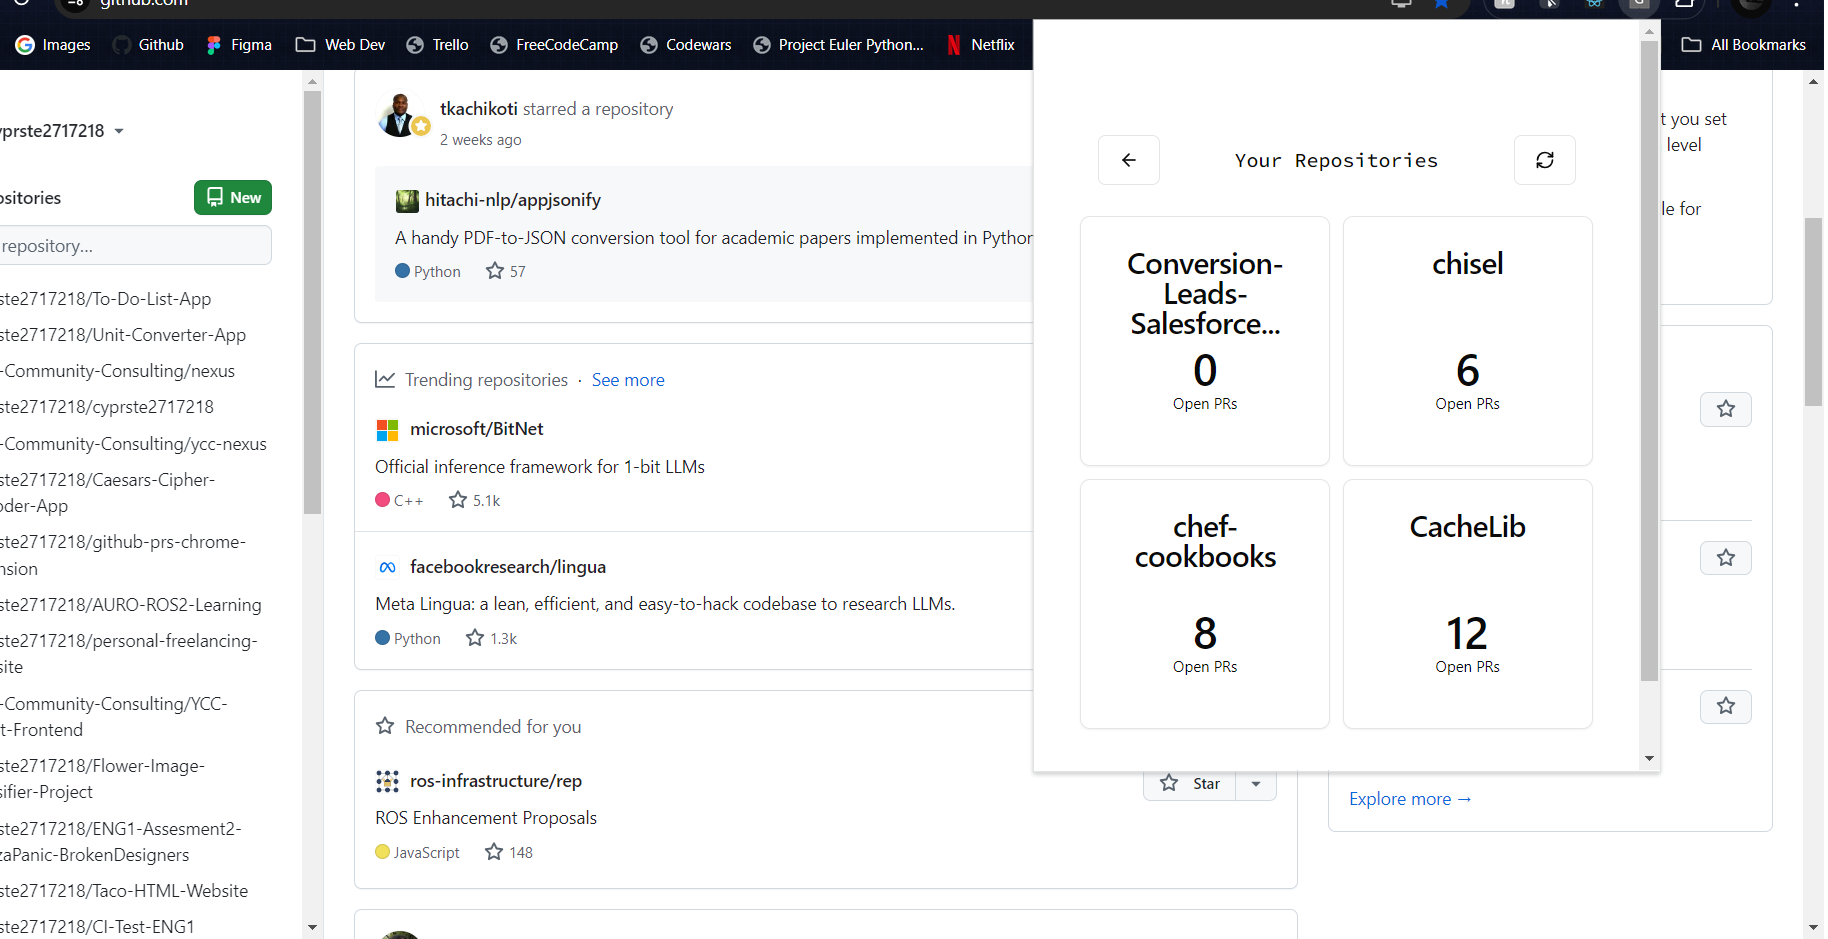 github.com
Images
Github
Figma
Web Dev
Trello
FreeCodeCamp
Codewars
Project Euler Python...
Netflix
All Bookmarks
yprste2717218
ositories
New
repository...
ste2717218/To-Do-List-App
ste2717218/Unit-Converter-App
-Community-Consulting/nexus
ste2717218/cyprste2717218
-Community-Consulting/ycc-nexus
ste2717218/Caesars-Cipher-
oder-App
ste2717218/github-prs-chrome-
nsion
ste2717218/AURO-ROS2-Learning
ste2717218/personal-freelancing-
site
-Community-Consulting/YCC-
t-Frontend
ste2717218/Flower-Image-
sifier-Project
ste2717218/ENG1-Assesment2-
zaPanic-BrokenDesigners
ste2717218/Taco-HTML-Website
ste2717218/CI-Test-ENG1
tkachikoti starred a repository
2 weeks ago
hitachi-nlp/appjsonify
A handy PDF-to-JSON conversion tool for academic papers implemented in Python
Python 57
Trending repositories · See more
microsoft/BitNet
Official inference framework for 1-bit LLMs
C++ 5.1k
facebookresearch/lingua
Meta Lingua: a lean, efficient, and easy-to-hack codebase to research LLMs.
Python 1.3k
Recommended for you
ros-infrastructure/rep
Star
ROS Enhancement Proposals
JavaScript 148
Your Repositories
Conversion-
Leads-
Salesforce...
0
Open PRs
chisel
6
Open PRs
chef-
cookbooks
8
Open PRs
CacheLib
12
Open PRs
t you set
level
le for
Explore more →